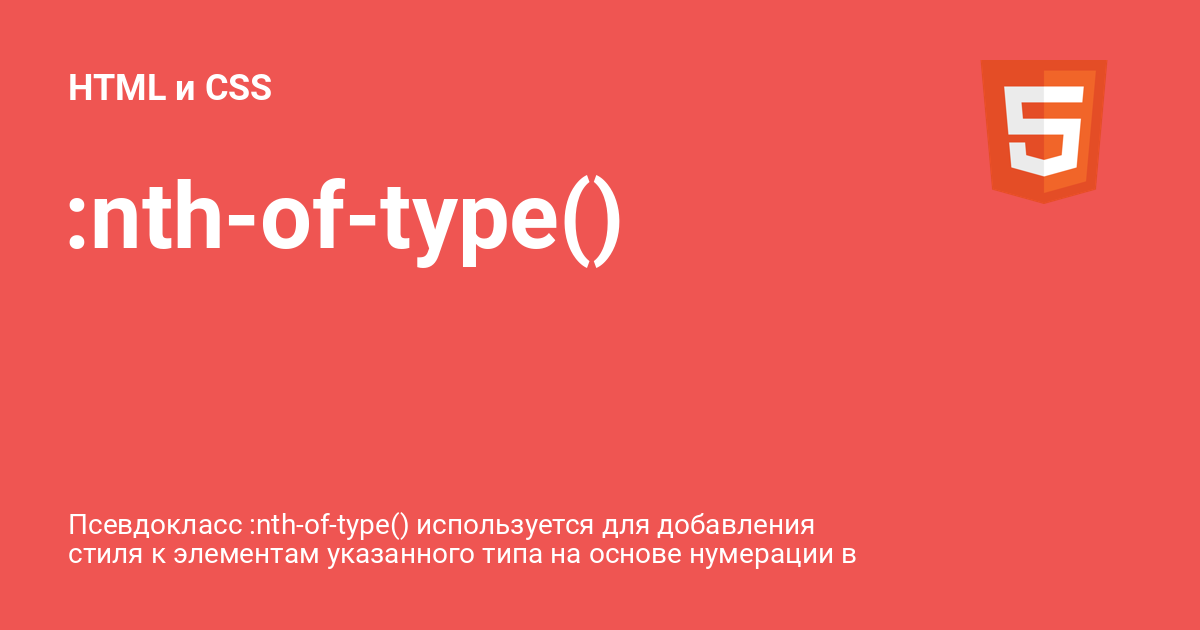 HTML и CSS
:nth-of-type()
Псевдокласс :nth-of-type() используется для добавления
стиля к элементам указанного типа на основе нумерации в